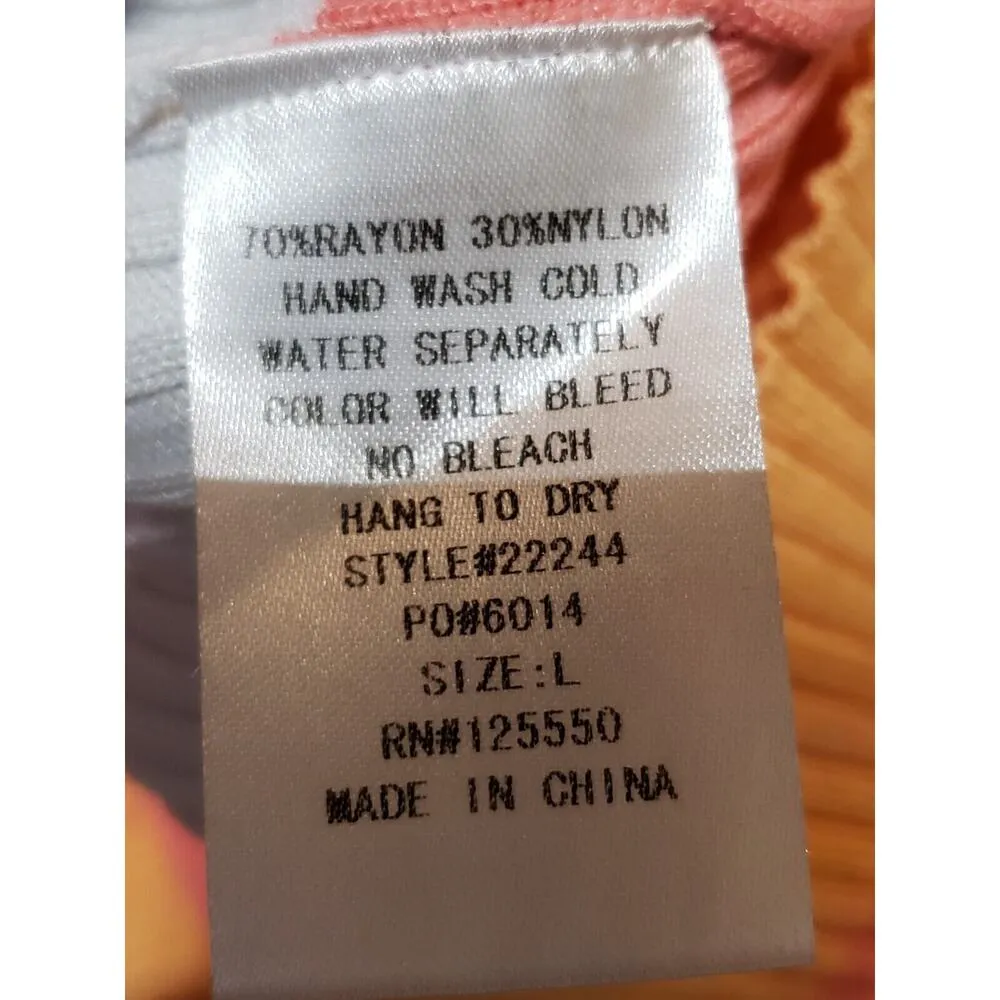 70%RAYON 30%NYLON
HAND WASH COLD
WATER SEPARATELY
COLOR WILL BLEED
NO BLEACH
HANG TO DRY
STYLE#22244
PO#6014
SIZE:L
RN#125550
MADE IN CHINA